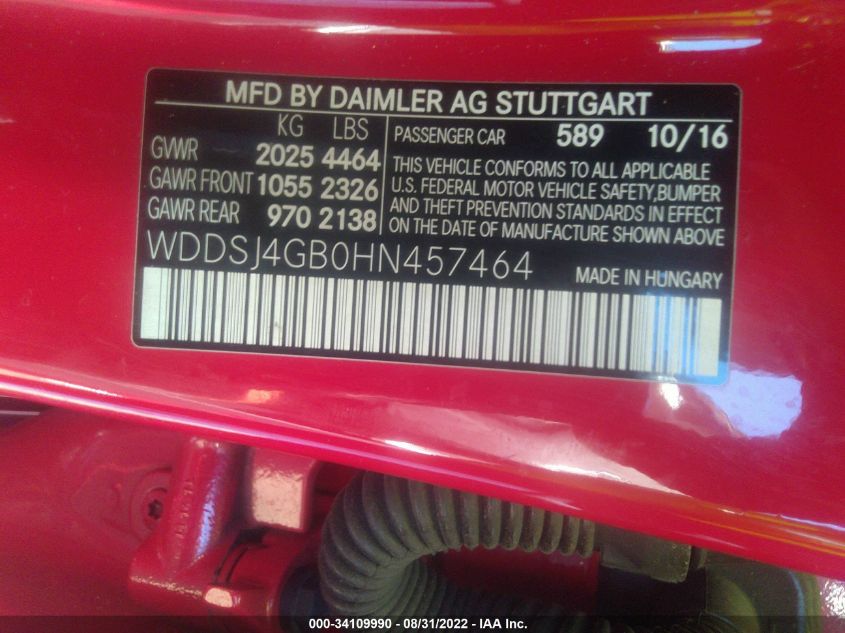 MFD BY DAIMLER AG STUTTGART
KG LBS
GVWR 2025 4464
GAWR FRONT 1055 2326
GAWR REAR 970 2138
PASSENGER CAR 589 10/16
THIS VEHICLE CONFORMS TO ALL APPLICABLE
U.S. FEDERAL MOTOR VEHICLE SAFETY,BUMPER
AND THEFT PREVENTION STANDARDS IN EFFECT
ON THE DATE OF MANUFACTURE SHOWN ABOVE
WDDSJ4GB0HN457464
MADE IN HUNGARY
000-34109990 - 08/31/2022 - IAA Inc.